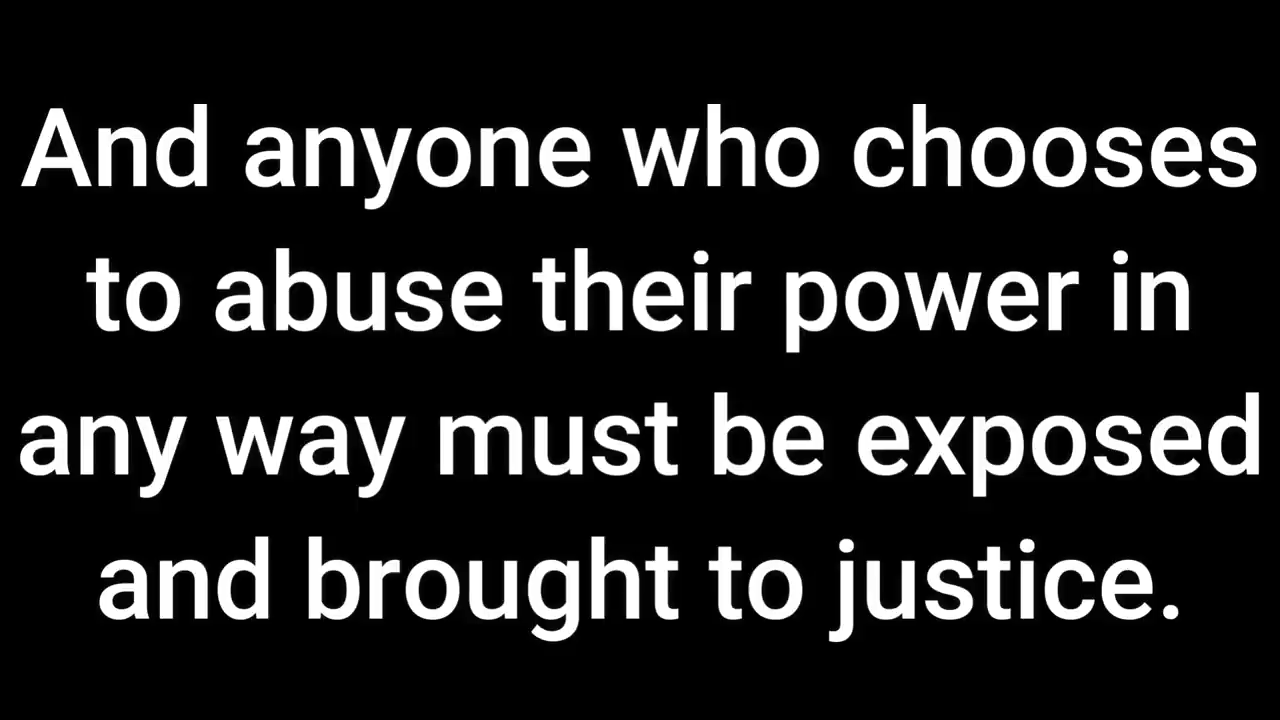 And anyone who chooses
to abuse their power in
any way must be exposed
and brought to justice.